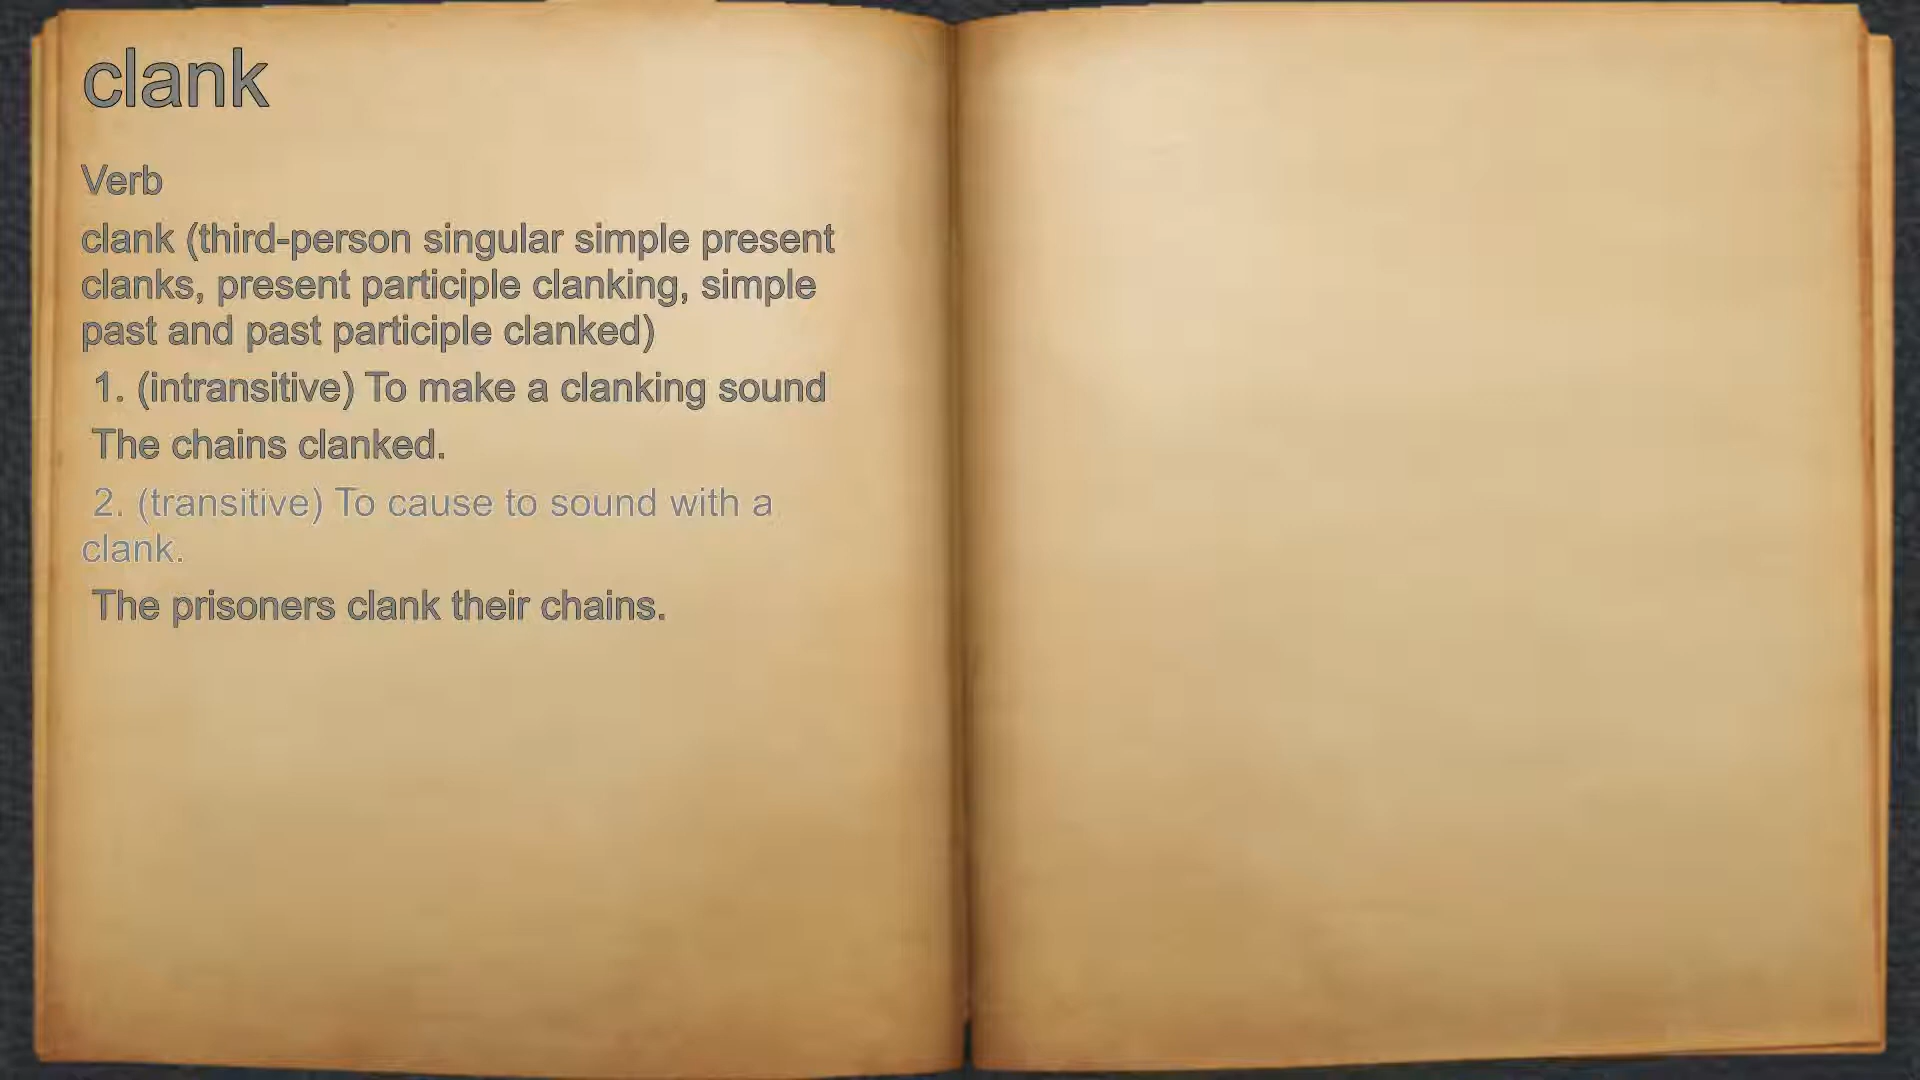 clank
Verb
clank (third-person singular simple present
clanks, present participle clanking, simple
past and past participle clanked)
1. (intransitive) To make a clanking sound
The chains clanked.
2. (transitive) To cause to sound with a
clank.
The prisoners clank their chains.